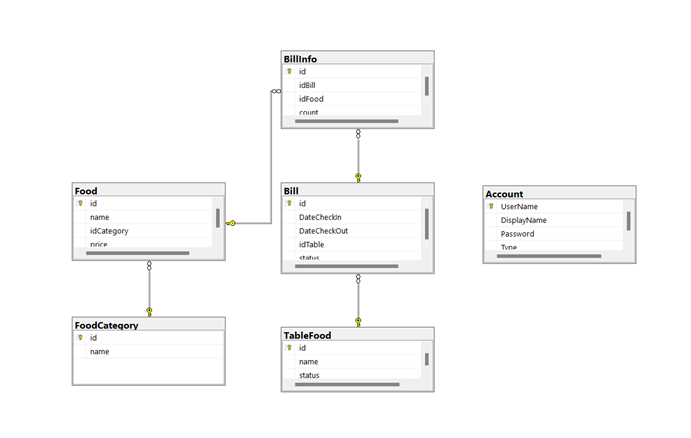 BillInfo
id
idBill
idFood
count
Food
id
name
idCategory
price
Bill
id
DateCheckIn
DateCheckOut
idTable
status
Account
UserName
DisplayName
Password
Type
FoodCategory
id
name
TableFood
id
name
status